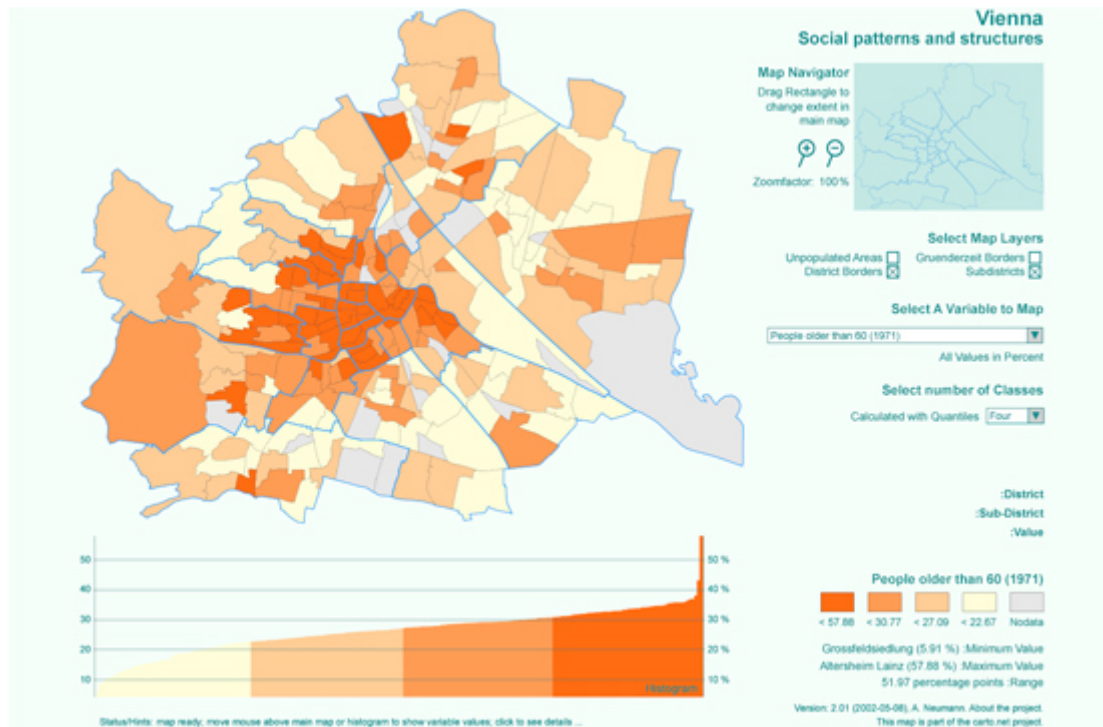 Vienna
Social patterns and structures
Map Navigator
Drag Rectangle to
change extent in
main map
Zoomfactor: 100%
Select Map Layers
Unpopulated Areas
Gruenderzeit Borders
District Borders
Subdistricts
Select A Variable to Map
People older than 60 (1971)
All Values in Percent
Select number of Classes
Calculated with Quantiles
Four
:District
:Sub-District
:Value
50
50 %
40
40 %
30
30 %
20
20 %
10
10 %
Histogram
People older than 60 (1971)
< 57.88
< 30.77
< 27.09
< 22.67
Nodata
Grossfeldsiedlung (5.91 %) :Minimum Value
Altersheim Lainz (57.88 %) :Maximum Value
51.97 percentage points :Range
Version: 2.01 (2002-05-08), A. Neumann. About the project.
This map is part of the carto.net project.
Status/Hints: map ready; move mouse above main map or histogram to show variable values; click to see details ...